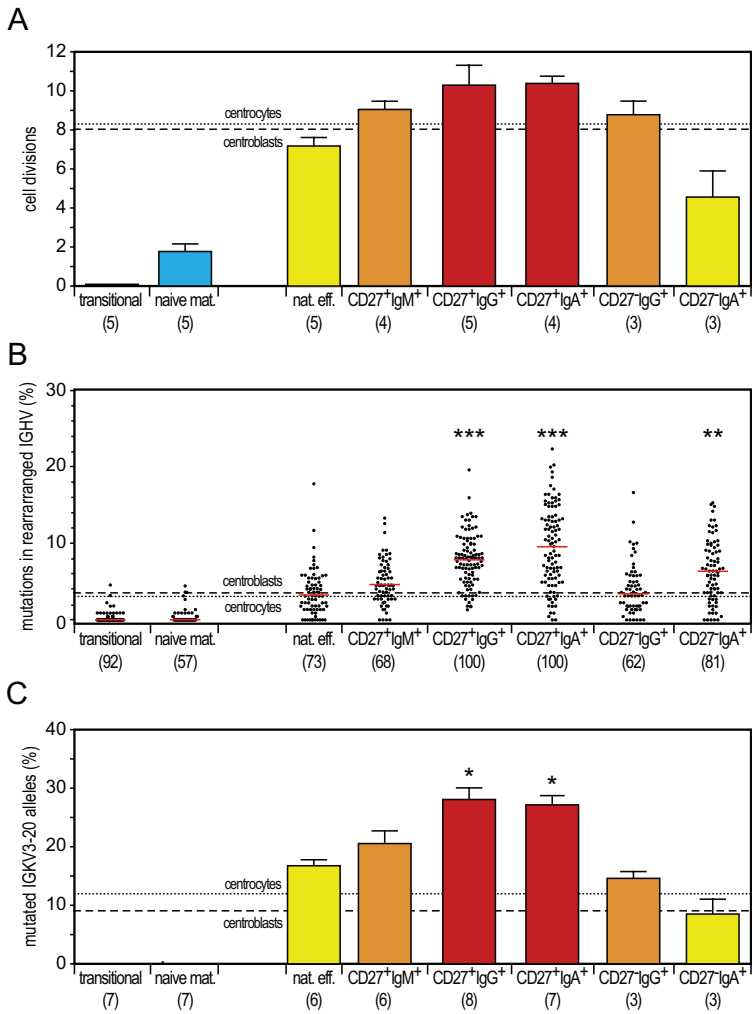 A
cell divisions
12
10
8
6
4
2
0
centrocytes
centroblasts
transitional naive mat. nat. eff. CD27⁺IgM⁺ CD27⁺IgG⁺ CD27⁺IgA⁺ CD27⁻IgG⁺ CD27⁻IgA⁺
(5) (5) (5) (4) (5) (4) (3) (3)
B
mutations in rearrarranged IGHV (%)
30
20
10
0
*** *** **
centroblasts
centrocytes
transitional naive mat. nat. eff. CD27⁺IgM⁺ CD27⁺IgG⁺ CD27⁺IgA⁺ CD27⁻IgG⁺ CD27⁻IgA⁺
(92) (57) (73) (68) (100) (100) (62) (81)
C
mutated IGKV3-20 alleles (%)
40
30
20
10
0
* *
centrocytes
centroblasts
transitional naive mat. nat. eff. CD27⁺IgM⁺ CD27⁺IgG⁺ CD27⁺IgA⁺ CD27⁻IgG⁺ CD27⁻IgA⁺
(7) (7) (6) (6) (8) (7) (3) (3)